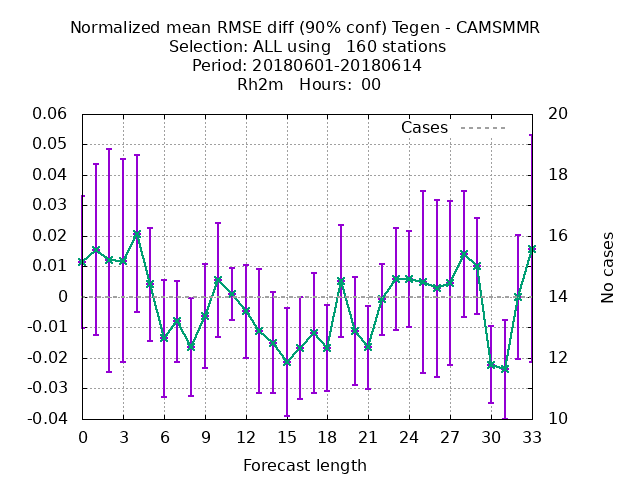 Normalized mean RMSE diff (90% conf) Tegen - CAMSMMR
Selection: ALL using   160 stations
Period: 20180601-20180614
Rh2m   Hours:  00
Cases
0.06
0.05
0.04
0.03
0.02
0.01
0
-0.01
-0.02
-0.03
-0.04
20
18
16
14
12
10
No cases
0 3 6 9 12 15 18 21 24 27 30 33
Forecast length